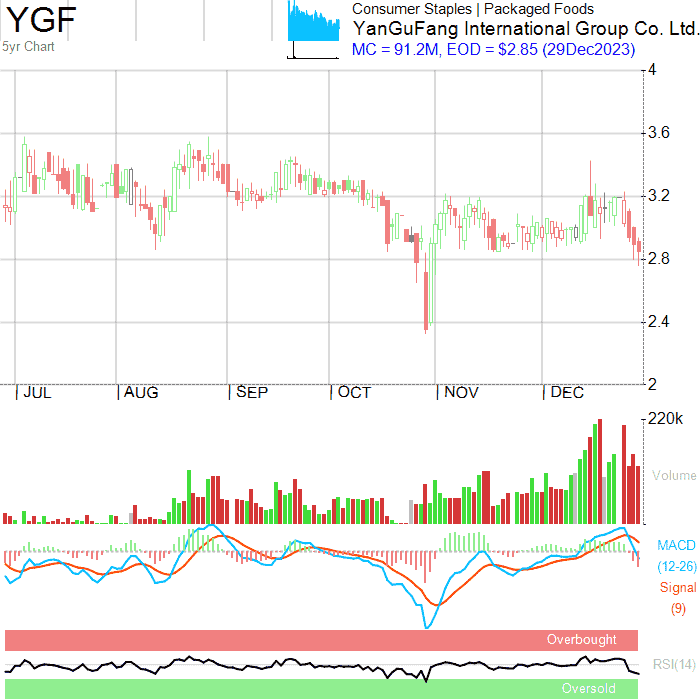 YGF
5yr Chart
Consumer Staples | Packaged Foods
YanGuFang International Group Co. Ltd.
MC = 91.2M, EOD = $2.85 (29Dec2023)
4
3.6
3.2
2.8
2.4
2
JUL AUG SEP OCT NOV DEC
220k
Volume
MACD
(12-26)
Signal
(9)
Overbought
RSI(14)
Oversold